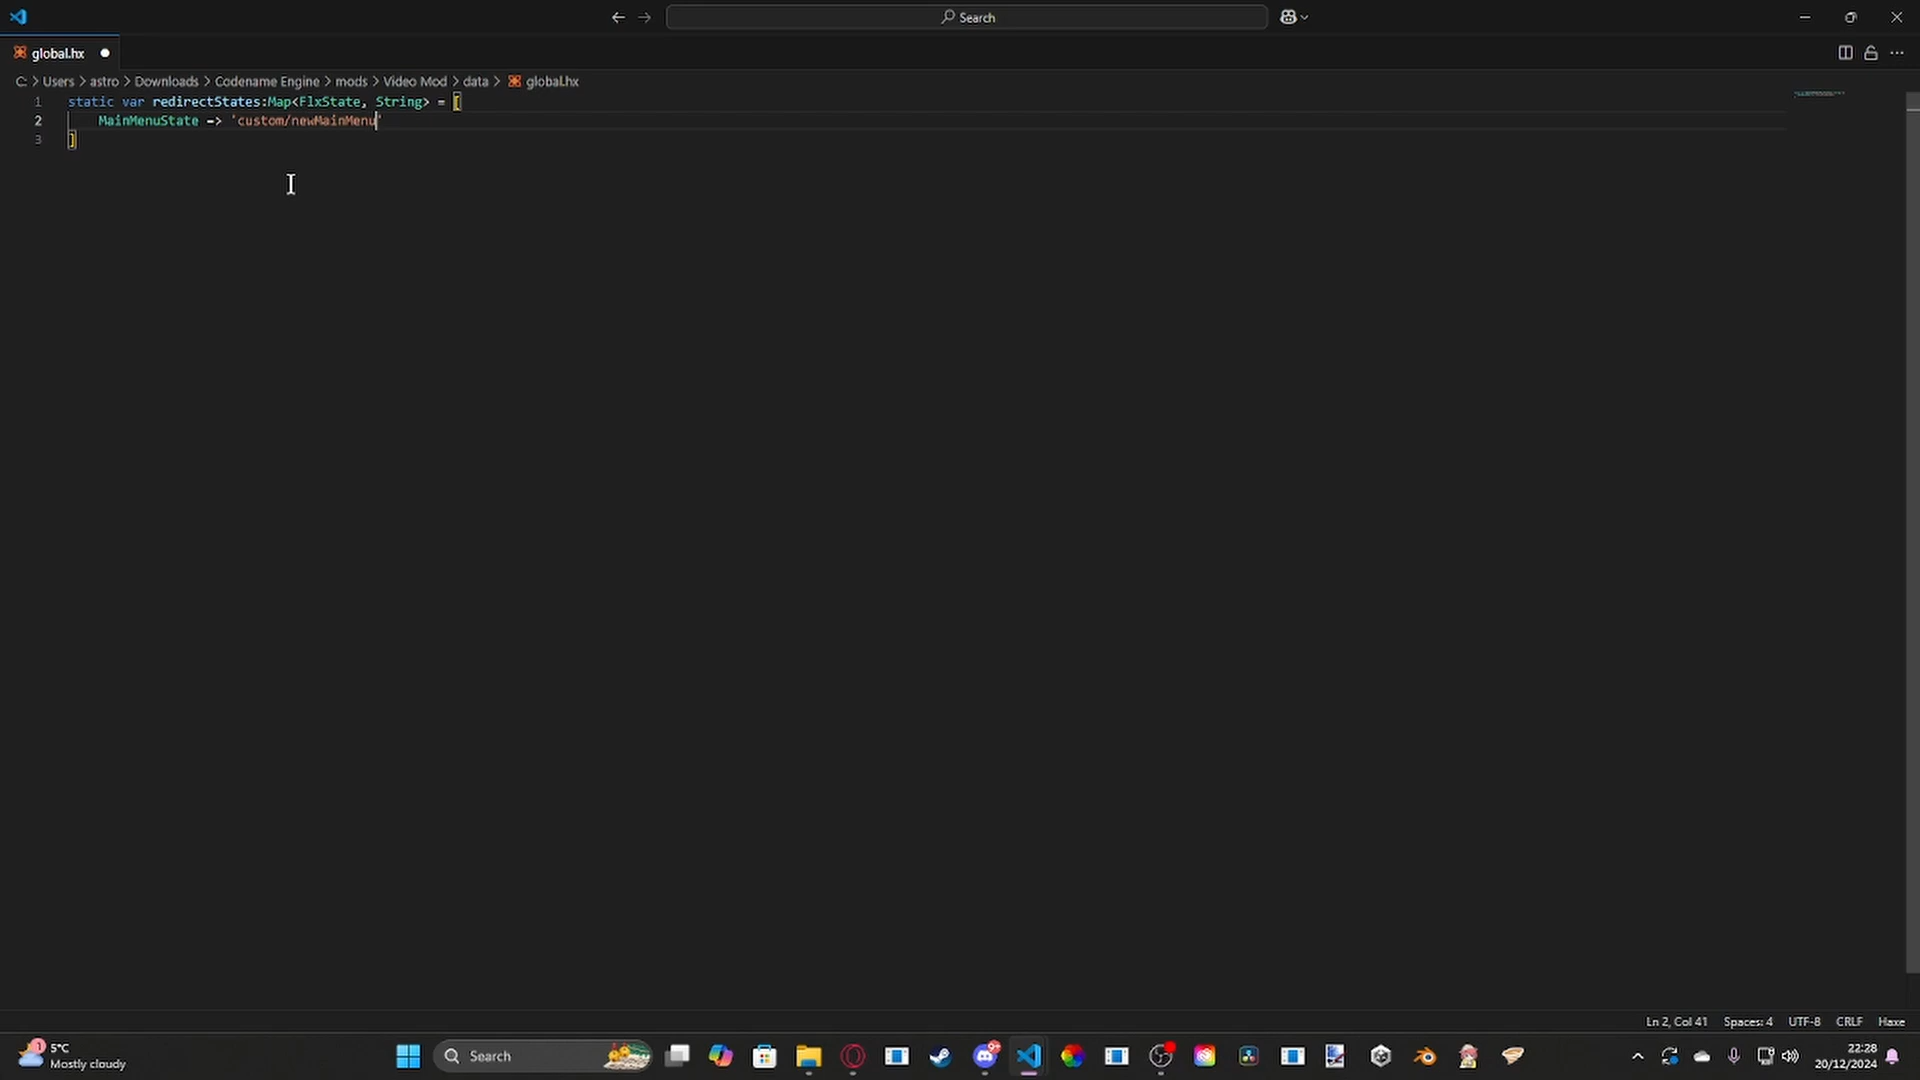 Search
global.hx
C: > Users > astro > Downloads > Codename Engine > mods > Video Mod > data > global.hx
1 static var redirectStates:Map<FlxState, String> = [
2 MainMenuState -> 'custom/newMainMenu'
3 ]
Ln 2, Col 41 Spaces: 4 UTF-8 CRLF Haxe
1 5°C
Mostly cloudy
Search
22:28
20/12/2024